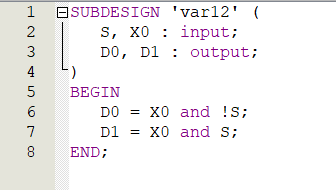 1 SUBDESIGN 'var12' (
2 S, X0 : input;
3 D0, D1 : output;
4 )
5 BEGIN
6 D0 = X0 and !S;
7 D1 = X0 and S;
8 END;